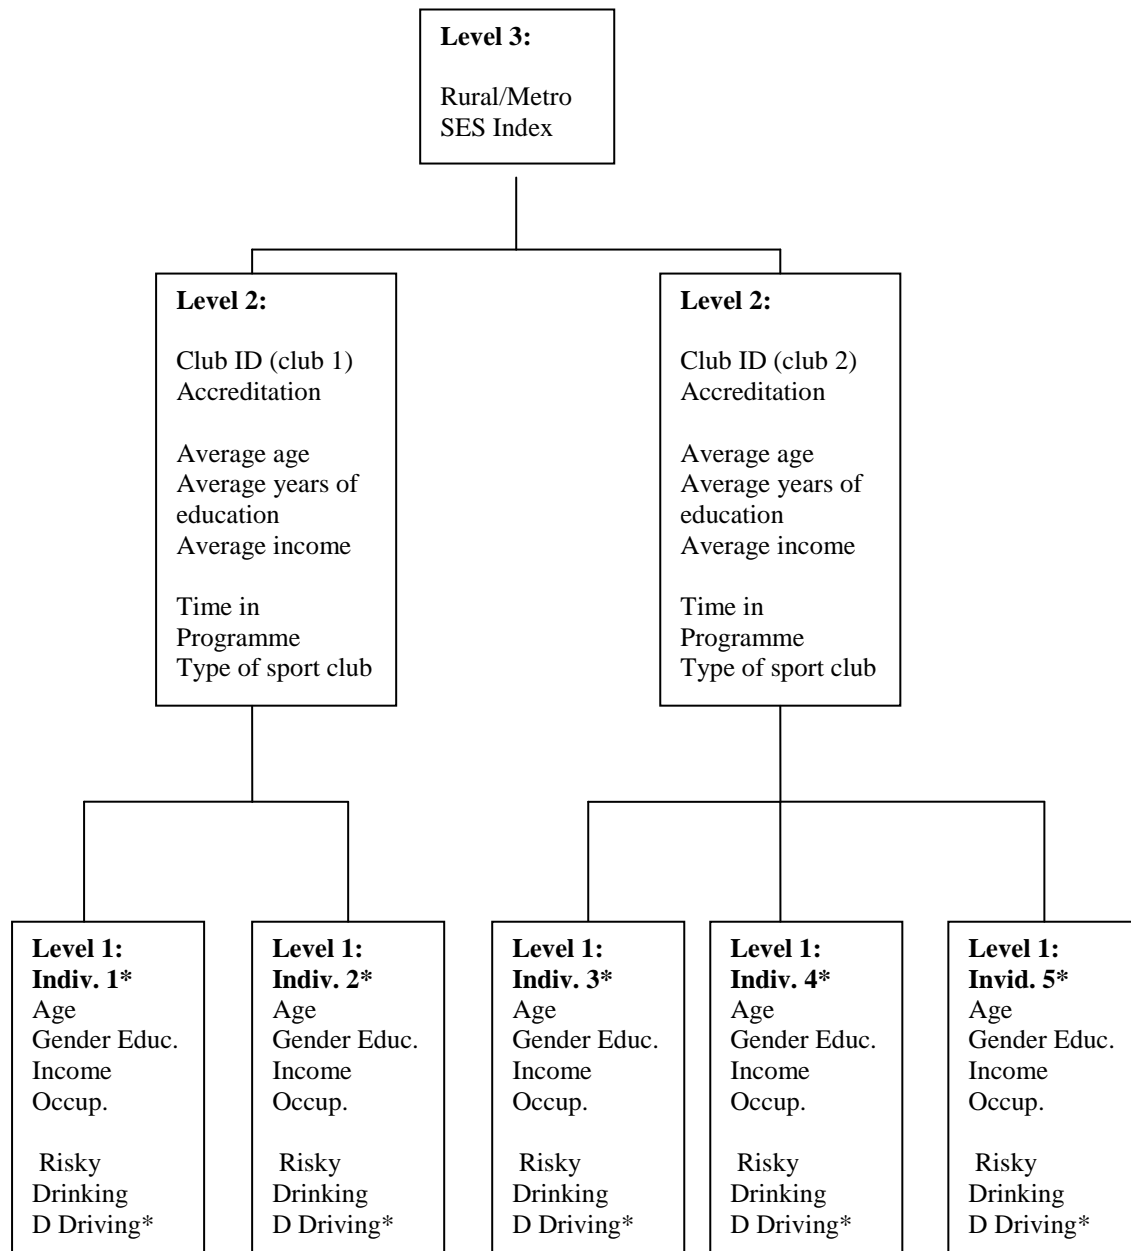 Level 3:
Rural/Metro
SES Index
Level 2:
Club ID (club 1)
Accreditation
Average age
Average years of
education
Average income
Time in
Programme
Type of sport club
Level 2:
Club ID (club 2)
Accreditation
Average age
Average years of
education
Average income
Time in
Programme
Type of sport club
Level 1:
Indiv. 1*
Age
Gender Educ.
Income
Occup.
Risky
Drinking
D Driving*
Level 1:
Indiv. 2*
Age
Gender Educ.
Income
Occup.
Risky
Drinking
D Driving*
Level 1:
Indiv. 3*
Age
Gender Educ.
Income
Occup.
Risky
Drinking
D Driving*
Level 1:
Indiv. 4*
Age
Gender Educ.
Income
Occup.
Risky
Drinking
D Driving*
Level 1:
Invid. 5*
Age
Gender Educ.
Income
Occup.
Risky
Drinking
D Driving*